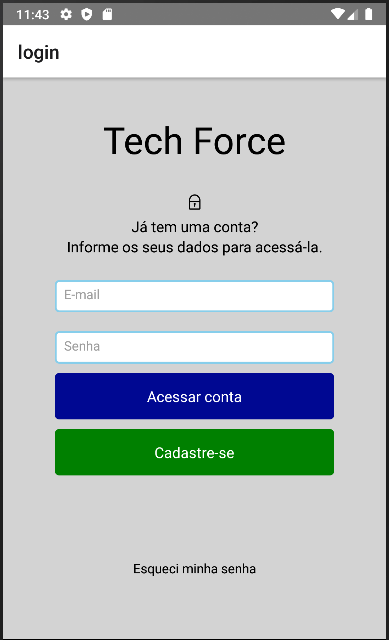 11:43
login
Tech Force
Já tem uma conta?
Informe os seus dados para acessá-la.
E-mail
Senha
Acessar conta
Cadastre-se
Esqueci minha senha